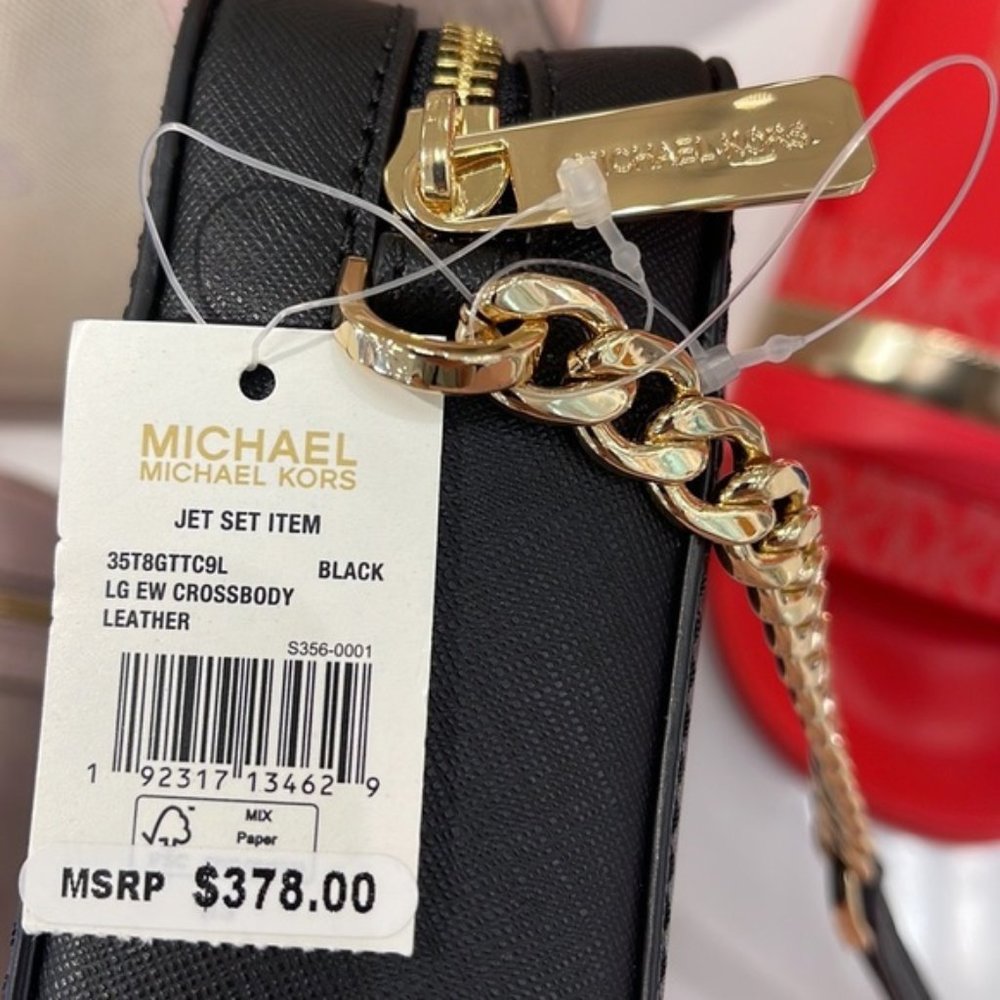 MICHAEL KORS
MICHAEL
MICHAEL KORS
JET SET ITEM
35T8GTTC9L BLACK
LG EW CROSSBODY
LEATHER
S356-0001
1 92317 13462 9
MIX
Paper
MSRP $378.00